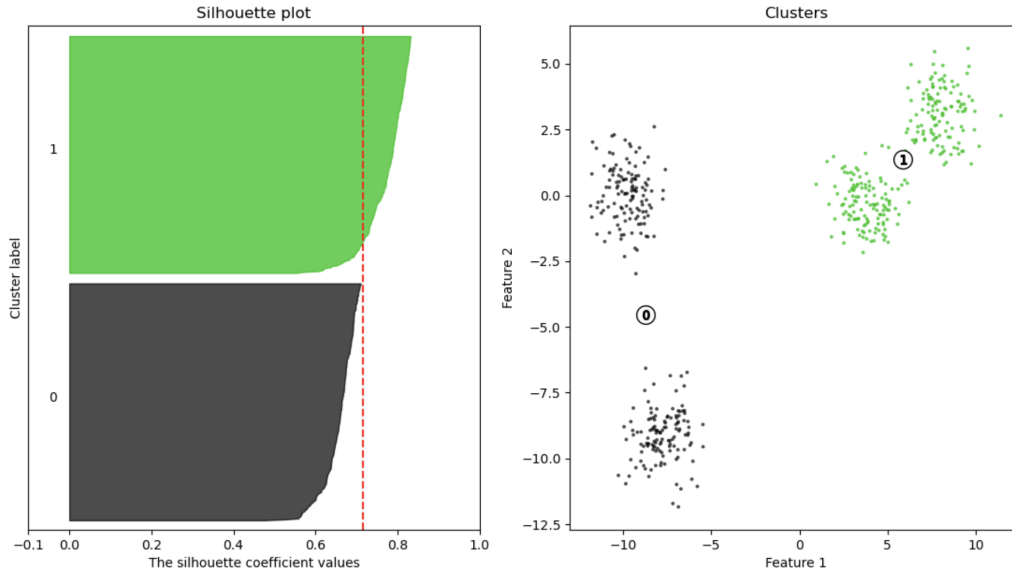 Silhouette plot
Cluster label
1
0
−0.1 0.0 0.2 0.4 0.6 0.8 1.0
The silhouette coefficient values
Clusters
Feature 2
5.0
2.5
0.0
−2.5
−5.0
−7.5
−10.0
−12.5
1
0
−10 −5 0 5 10
Feature 1